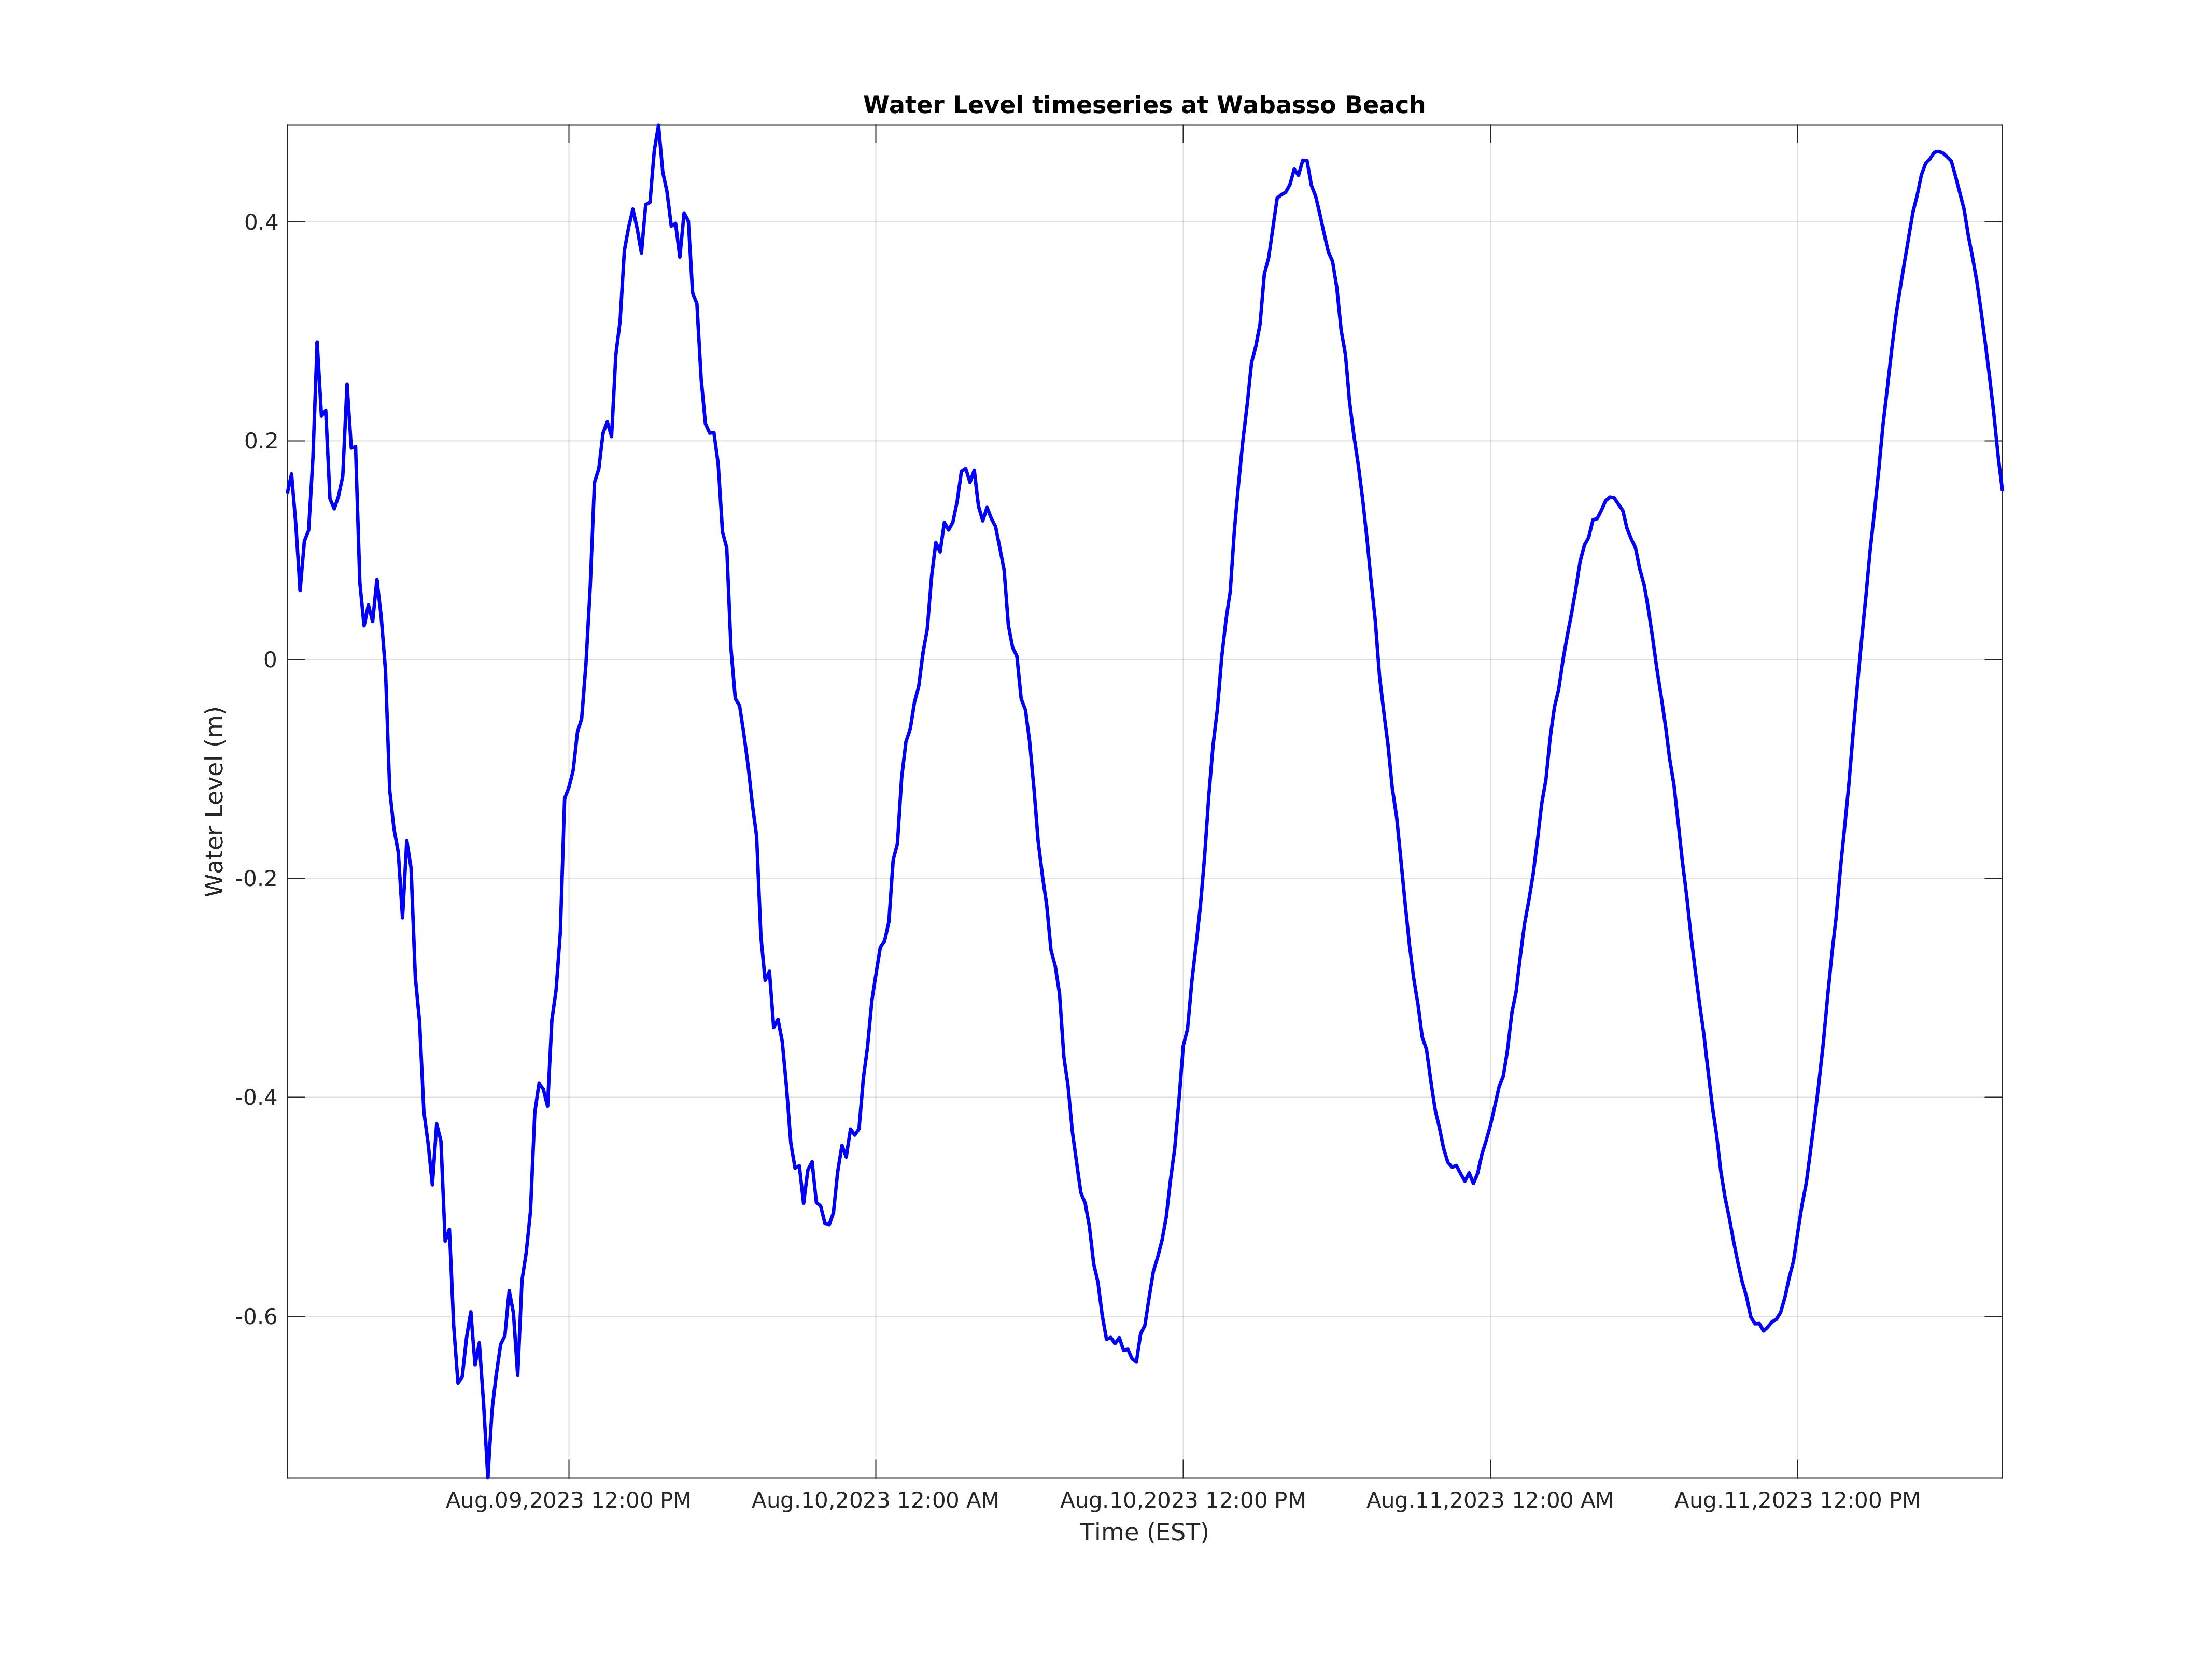 Water Level timeseries at Wabasso Beach
0.4
0.2
0
-0.2
-0.4
-0.6
Water Level (m)
Aug.09,2023 12:00 PM
Aug.10,2023 12:00 AM
Aug.10,2023 12:00 PM
Aug.11,2023 12:00 AM
Aug.11,2023 12:00 PM
Time (EST)